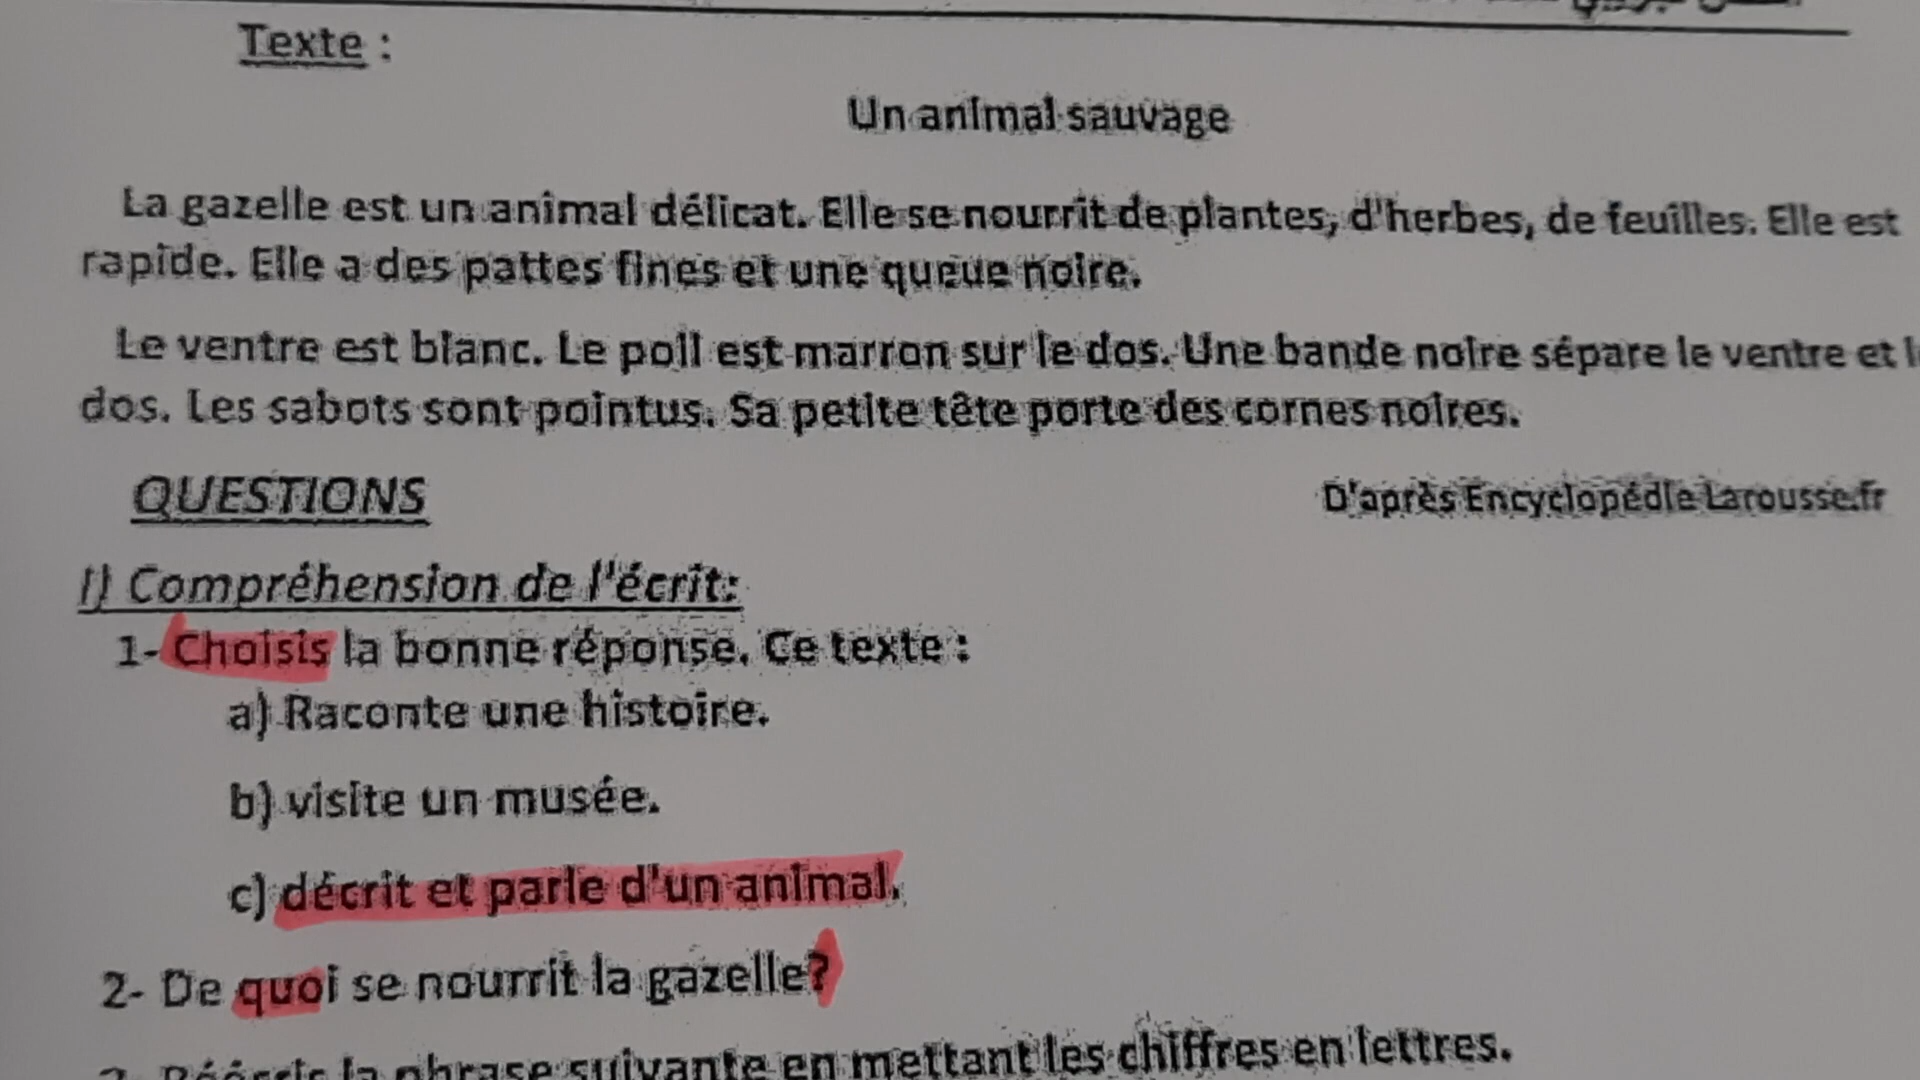 Texte :
Un animal sauvage
La gazelle est un animal délicat. Elle se nourrit de plantes, d'herbes, de feuilles. Elle est
rapide. Elle a des pattes fines et une queue noire.
Le ventre est blanc. Le poil est marron sur le dos. Une bande noire sépare le ventre et l
dos. Les sabots sont pointus. Sa petite tête porte des cornes noires.
QUESTIONS
D'après Encyclopédie Larousse.fr
I) Compréhension de l'écrit:
1- Choisis la bonne réponse. Ce texte :
a) Raconte une histoire.
b) visite un musée.
c) décrit et parle d'un animal.
2- De quoi se nourrit la gazelle?
la phrase suivante en mettant les chiffres en lettres.